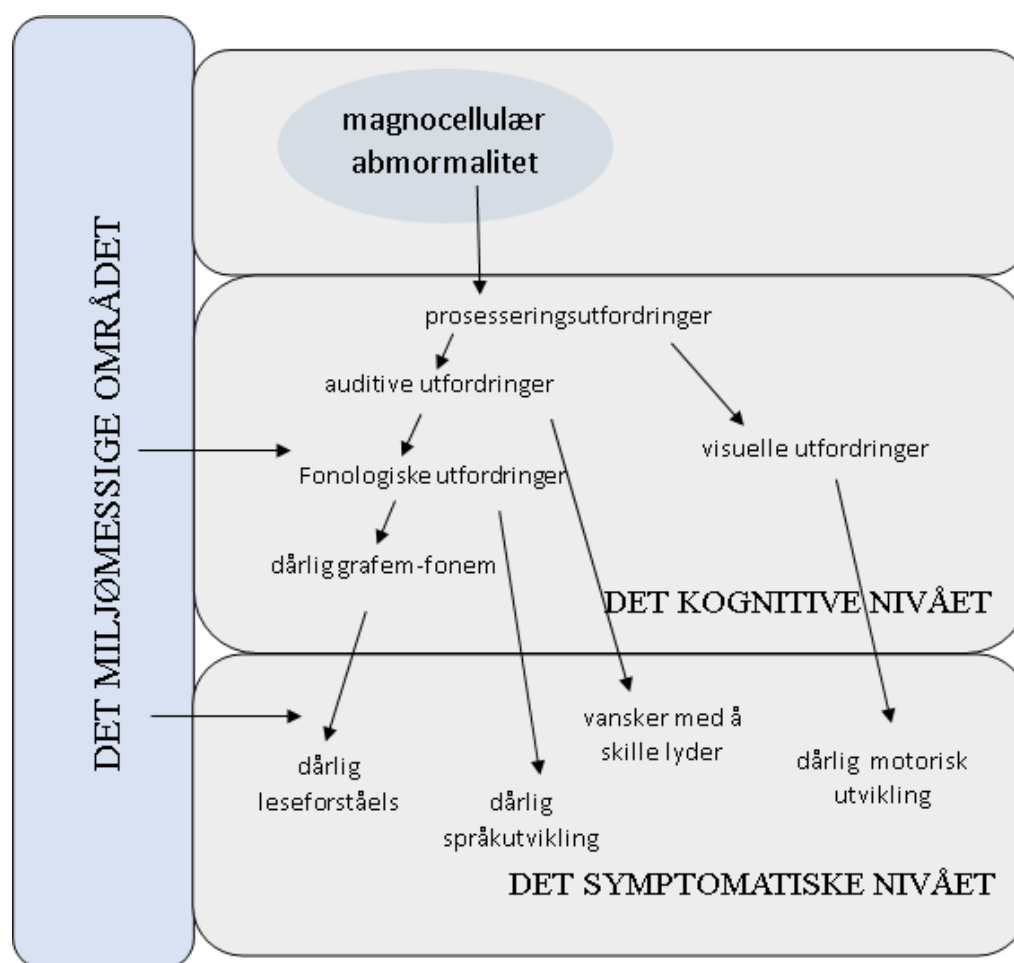 DET MILJØMESSIGE OMRÅDET
magnocellulær
abmormalitet
prosesseringsutfordringer
auditive utfordringer
visuelle utfordringer
Fonologiske utfordringer
dårlig grafem-fonem
DET KOGNITIVE NIVÅET
vansker med å
skille lyder
dårlig
leseforståels
dårlig motorisk
utvikling
dårlig
språkutvikling
DET SYMPTOMATISKE NIVÅET